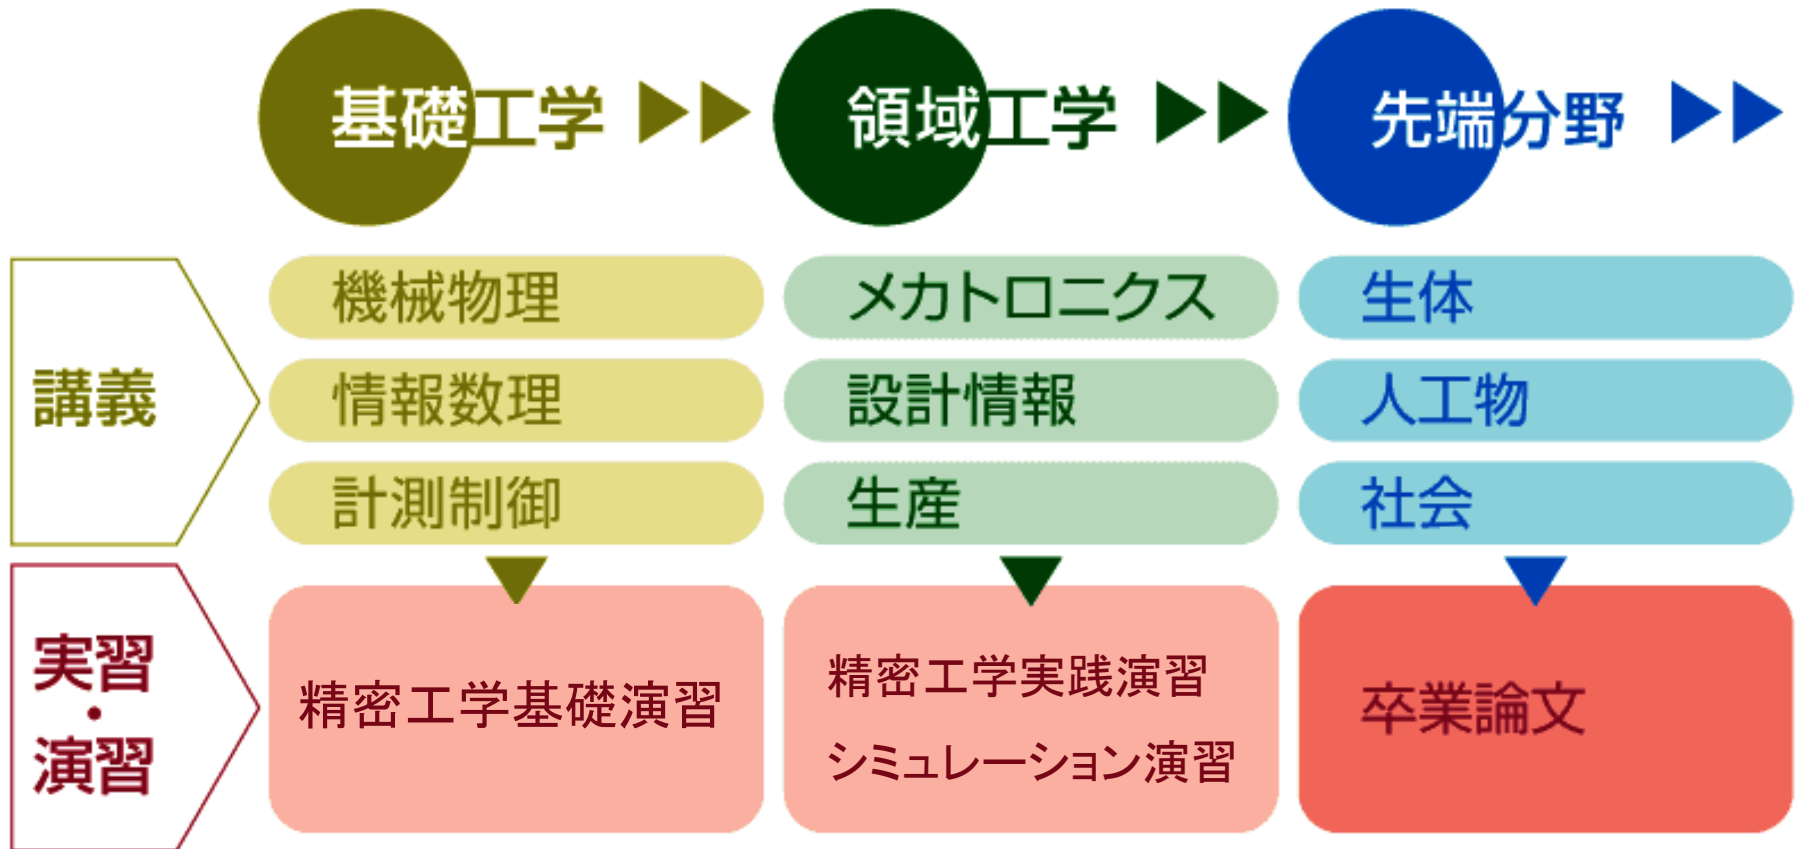 基礎工学
領域工学
先端分野
講義
機械物理
メカトロニクス
生体
情報数理
設計情報
人工物
計測制御
生産
社会
実習
・
演習
精密工学基礎演習
精密工学実践演習
シミュレーション演習
卒業論文